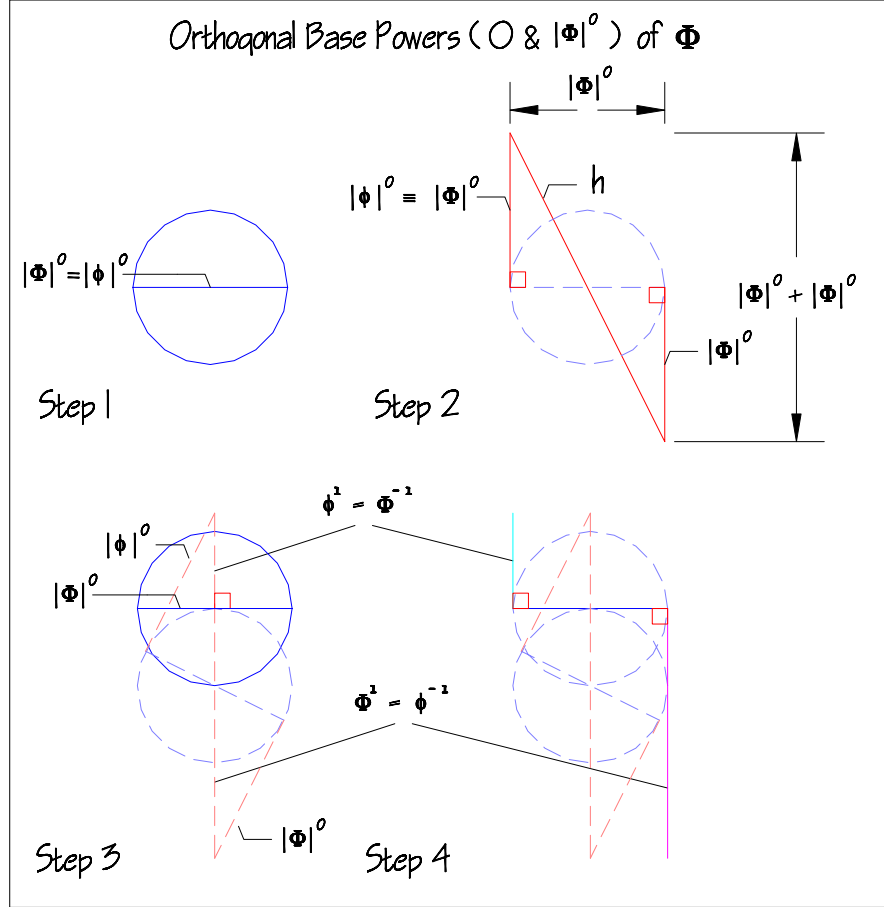 Orthogonal Base Powers ( O & |Φ|⁰ ) of Φ
|Φ|⁰
|ϕ|⁰ ≡ |Φ|⁰
h
|Φ|⁰=|ϕ|⁰
|Φ|⁰ + |Φ|⁰
|Φ|⁰
Step 1
Step 2
ϕ¹ = Φ⁻¹
|ϕ|⁰
|Φ|⁰
Φ¹ = ϕ⁻¹
|Φ|⁰
Step 3
Step 4